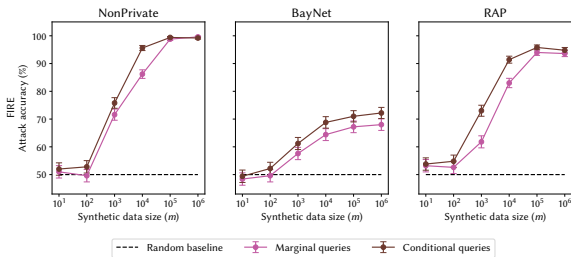 NonPrivate
BayNet
RAP
FIRE
Attack accuracy (%)
100
90
80
70
60
50
10¹ 10² 10³ 10⁴ 10⁵ 10⁶
10¹ 10² 10³ 10⁴ 10⁵ 10⁶
10¹ 10² 10³ 10⁴ 10⁵ 10⁶
Synthetic data size (m)
Synthetic data size (m)
Synthetic data size (m)
Random baseline
Marginal queries
Conditional queries